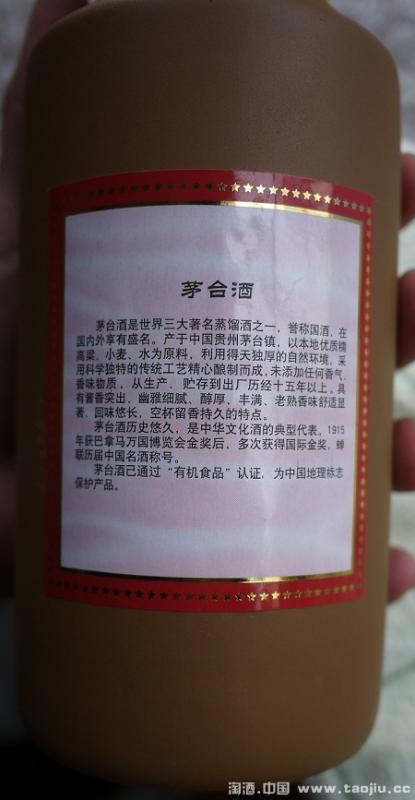 茅台酒
茅台酒是世界三大著名蒸馏酒之一，誉称国酒，在
国内外享有盛名。产于中国贵州茅台镇，以本地优质糯
高粱、小麦、水为原料，利用得天独厚的自然环境，采
用科学独特的传统工艺精心酿制而成，未添加任何香气、
香味物质，从生产、贮存到出厂历经十五年以上。具
有酱香突出、幽雅细腻、醇厚、丰满、老熟香味舒适显
著、回味悠长，空杯留香持久的特点。
茅台酒历史悠久，是中华文化酒的典型代表。1915
年获巴拿马万国博览会金奖后，多次获得国际金奖，蝉
联历届中国名酒称号。
茅台酒已通过“有机食品”认证，为中国地理标志
保护产品。
淘酒.中国 www.taojiu.cc